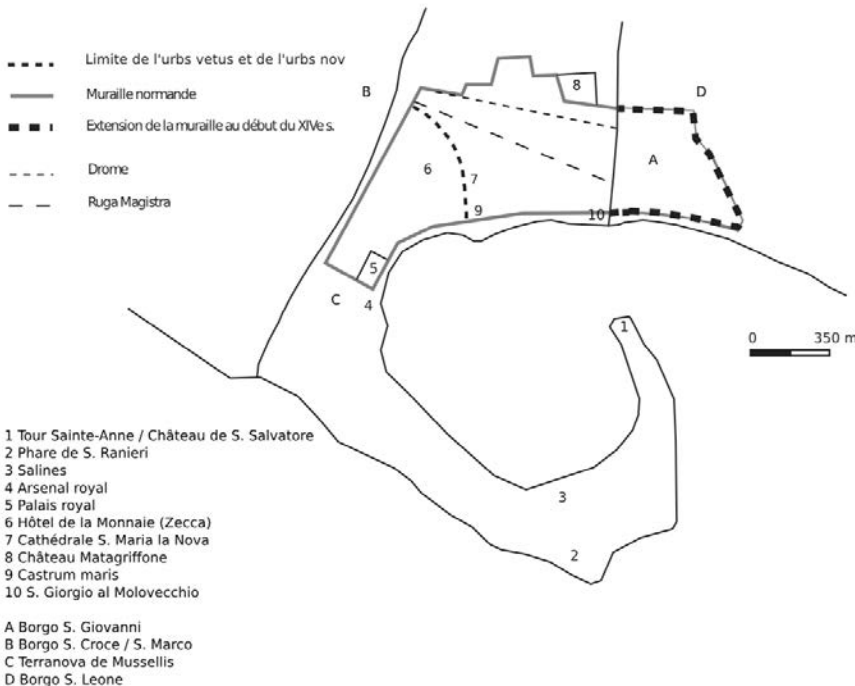 Limite de l'urbs vetus et de l'urbs nov
Muraille normande
Extension de la muraille au début du XIVe s.
Drome
Ruga Magistra
B
8
D
A
6
7
9
10
5
C
4
1
0 350 m
3
2
1 Tour Sainte-Anne / Château de S. Salvatore
2 Phare de S. Ranieri
3 Salines
4 Arsenal royal
5 Palais royal
6 Hôtel de la Monnaie (Zecca)
7 Cathédrale S. Maria la Nova
8 Château Matagriffone
9 Castrum maris
10 S. Giorgio al Molovecchio
A Borgo S. Giovanni
B Borgo S. Croce / S. Marco
C Terranova de Mussellis
D Borgo S. Leone